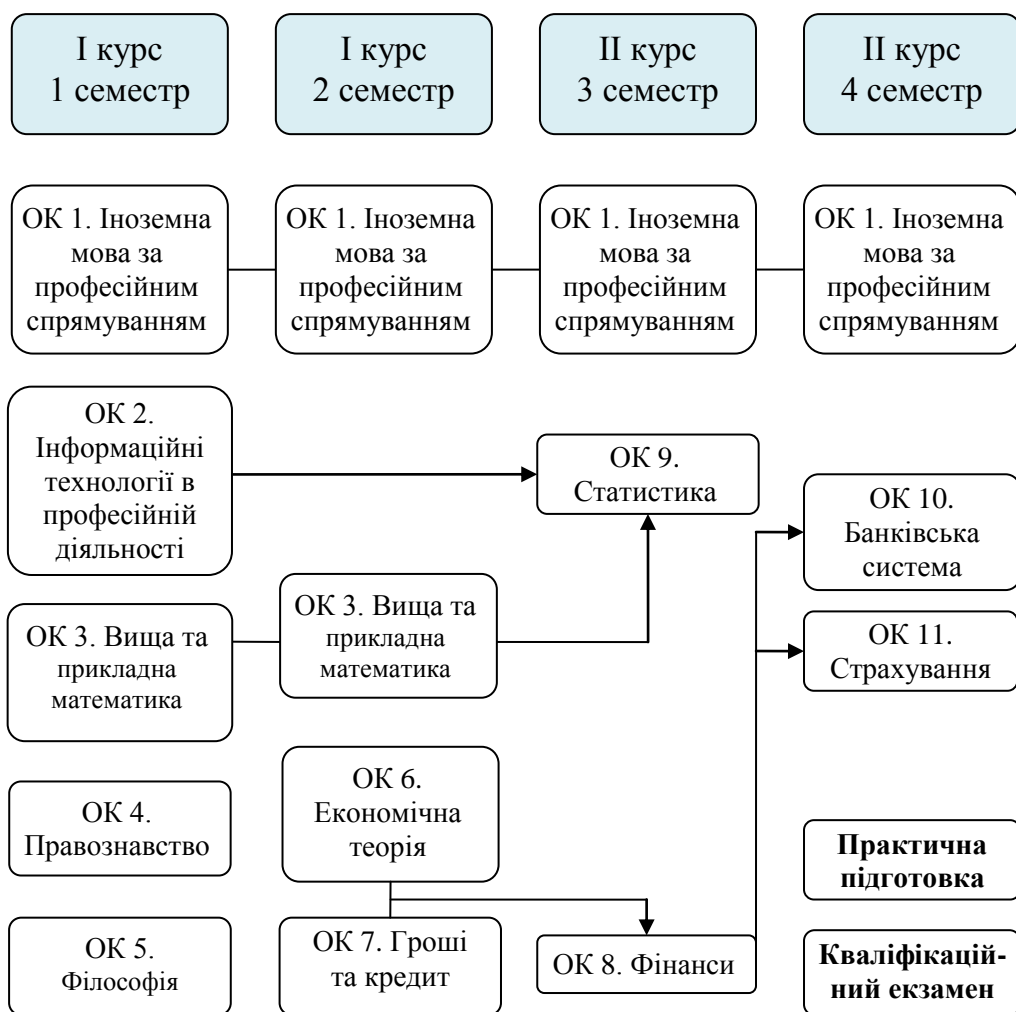 І курс
1 семестр
І курс
2 семестр
ІІ курс
3 семестр
ІІ курс
4 семестр
ОК 1. Іноземна
мова за
професійним
спрямуванням
ОК 1. Іноземна
мова за
професійним
спрямуванням
ОК 1. Іноземна
мова за
професійним
спрямуванням
ОК 1. Іноземна
мова за
професійним
спрямуванням
ОК 2.
Інформаційні
технології в
професійній
діяльності
ОК 9.
Статистика
ОК 10.
Банківська
система
ОК 3. Вища та
прикладна
математика
ОК 3. Вища та
прикладна
математика
ОК 11.
Страхування
ОК 4.
Правознавство
ОК 6.
Економічна
теорія
Практична
підготовка
ОК 5.
Філософія
ОК 7. Гроші
та кредит
ОК 8. Фінанси
Кваліфікацій-
ний екзамен